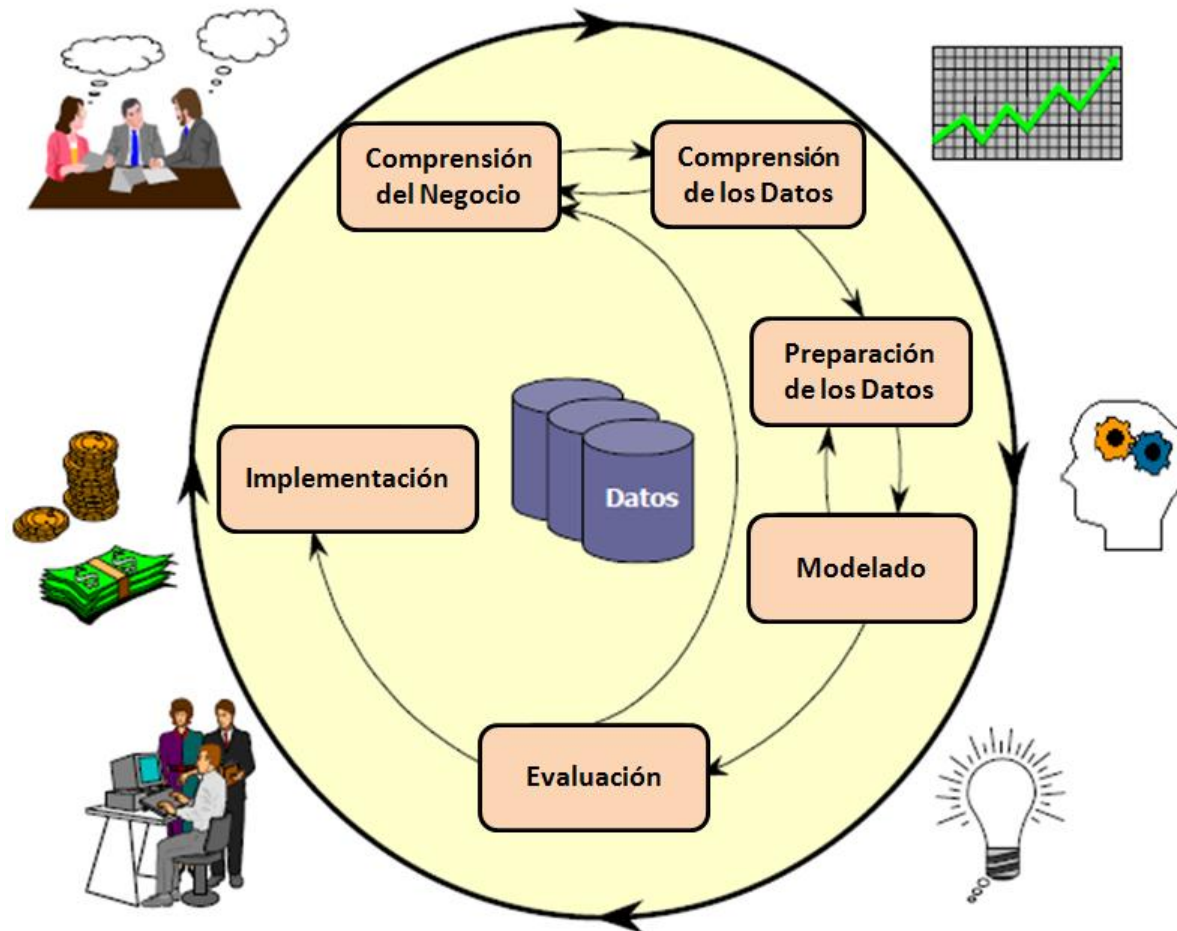 Comprensión
del Negocio
Comprensión
de los Datos
Preparación
de los Datos
Implementación
Datos
Modelado
Evaluación